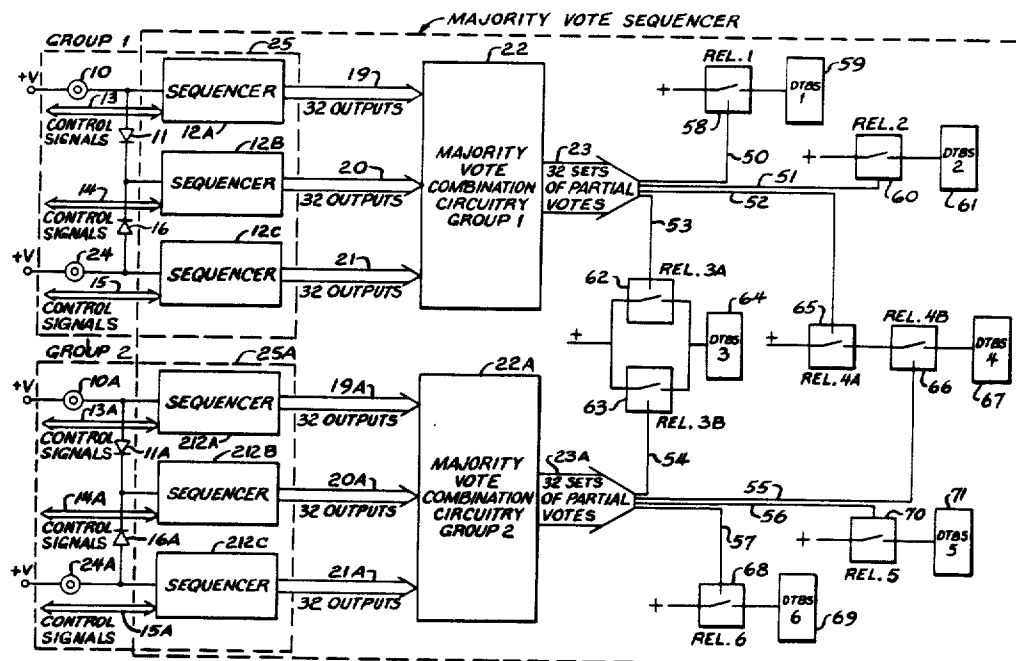 MAJORITY VOTE SEQUENCER
GROUP 1
25
+V
10
13
CONTROL
SIGNALS
11
SEQUENCER
12A
19
32 OUTPUTS
22
MAJORITY
VOTE
COMBINATION
CIRCUITRY
GROUP 1
12B
SEQUENCER
14
CONTROL
SIGNALS
16
20
32 OUTPUTS
12C
SEQUENCER
+V
24
15
CONTROL
SIGNALS
21
32 OUTPUTS
23
32 SETS
OF PARTIAL
VOTES
REL. 1
+
58
DTBS
1
59
50
REL. 2
+
60
DTBS
2
61
51
52
53
REL. 3A
62
+
63
REL. 3B
64
DTBS
3
54
65
+
REL. 4A
REL. 4B
66
DTBS
4
67
GROUP 2
25A
+V
10A
13A
CONTROL
SIGNALS
11A
SEQUENCER
212A
19A
32 OUTPUTS
22A
MAJORITY
VOTE
COMBINATION
CIRCUITRY
GROUP 2
212B
SEQUENCER
14A
CONTROL
SIGNALS
16A
20A
32 OUTPUTS
212C
SEQUENCER
+V
24A
15A
CONTROL
SIGNALS
21A
32 OUTPUTS
23A
32 SETS
OF PARTIAL
VOTES
55
56
57
70
+
REL. 5
71
DTBS
5
68
+
REL. 6
DTBS
6
69